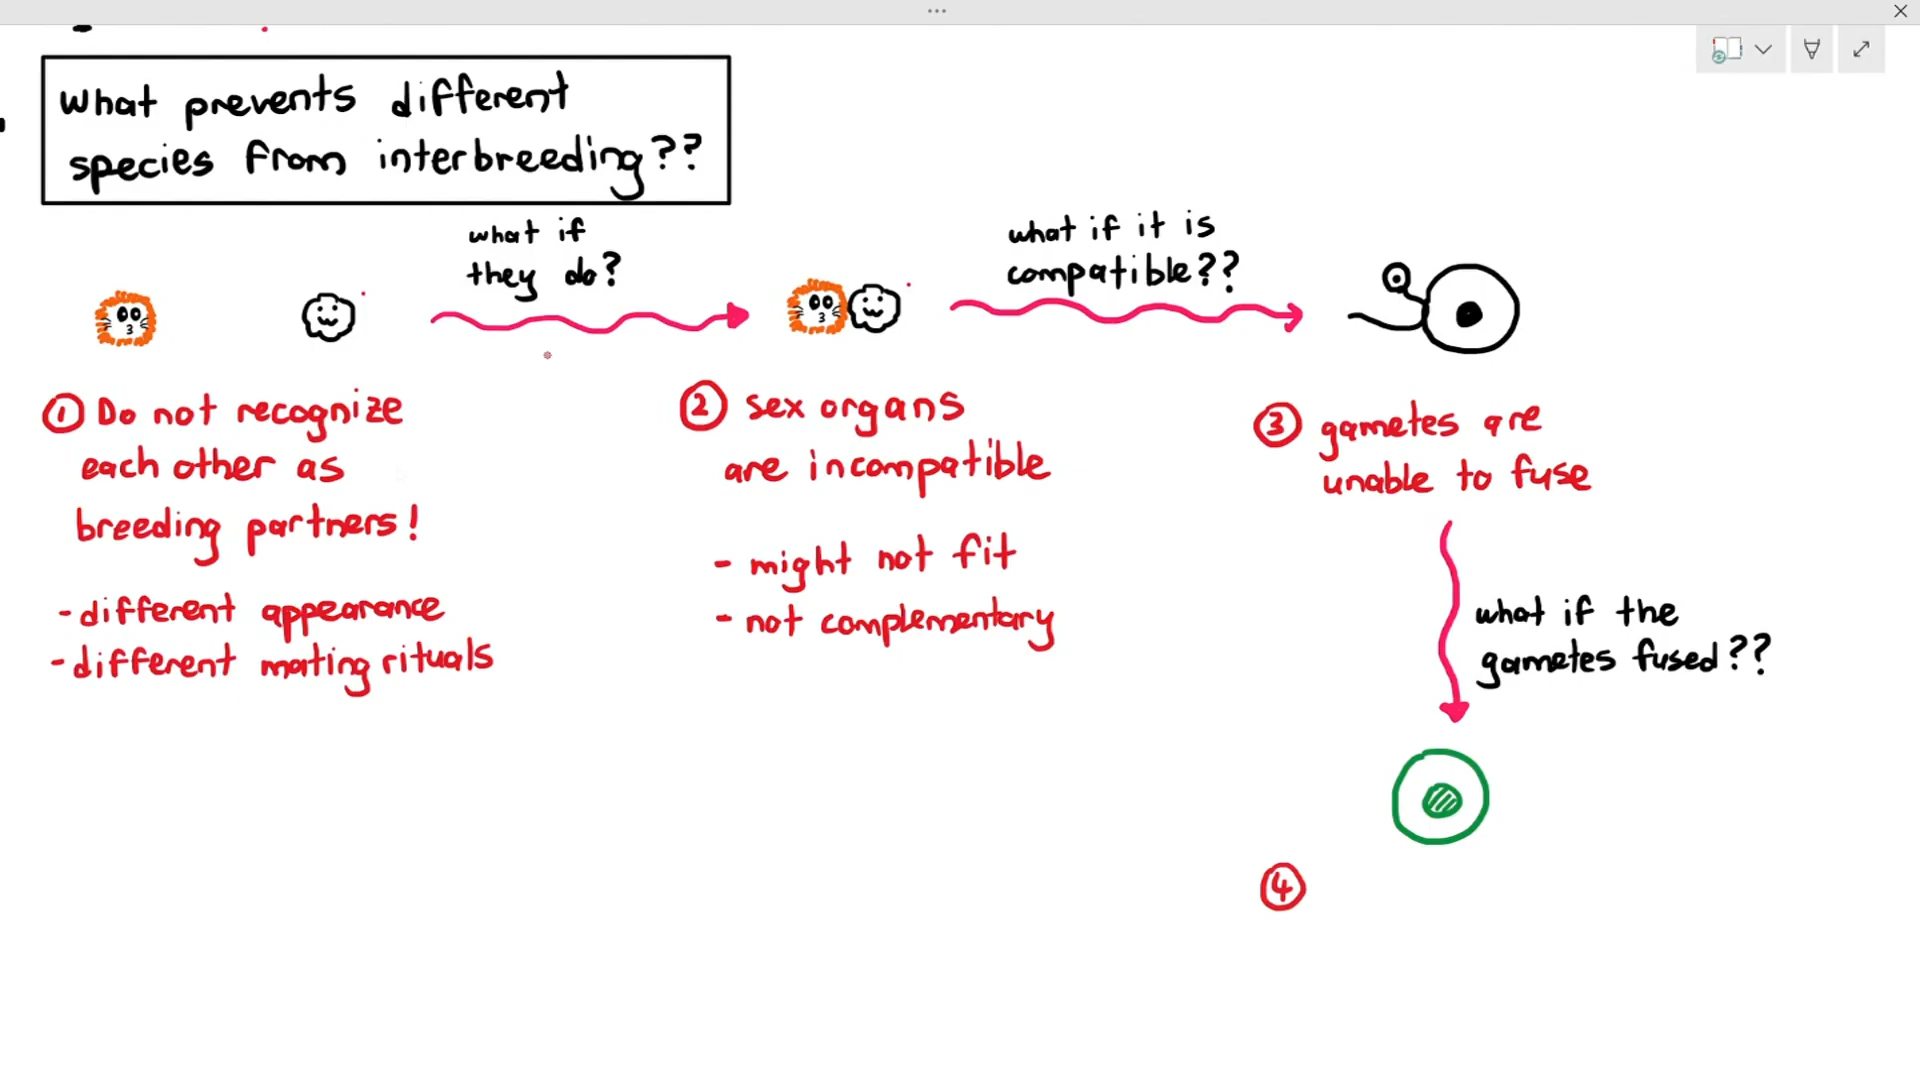 What prevents different
species from interbreeding??
what if
they do?
what if it is
compatible??
① Do not recognize
each other as
breeding partners!
- different appearance
- different mating rituals
② sex organs
are incompatible
- might not fit
- not complementary
③ gametes are
unable to fuse
what if the
gametes fused??
④